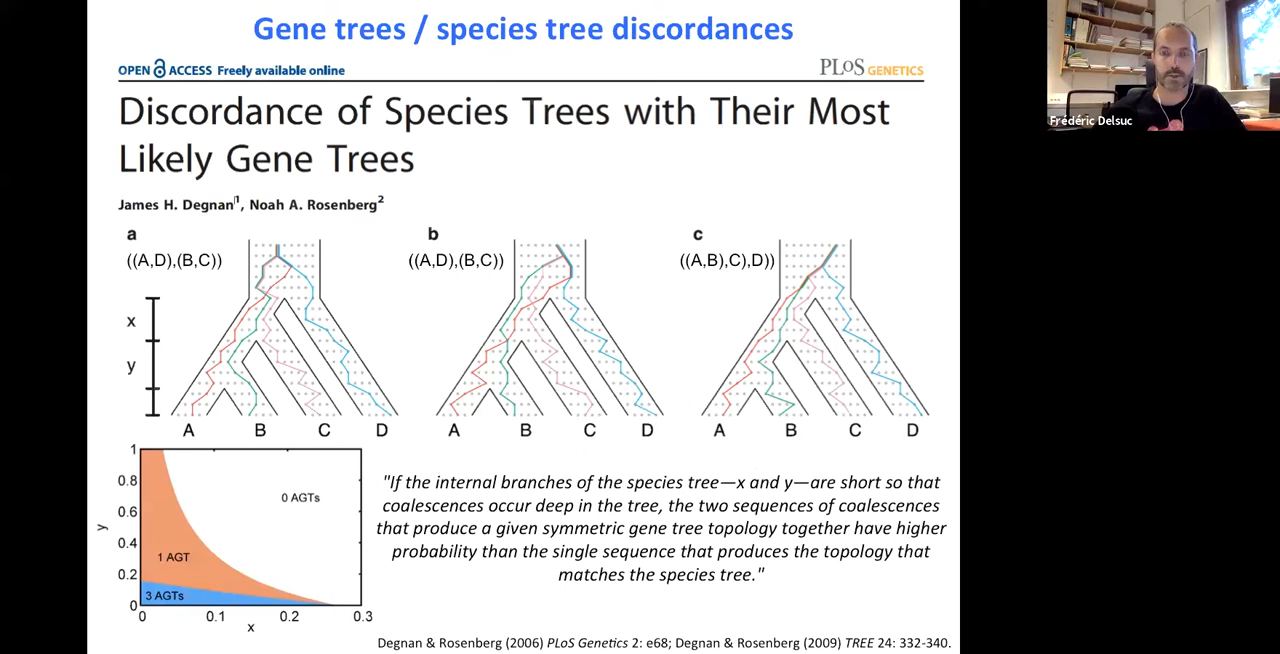 Gene trees / species tree discordances
OPEN ACCESS Freely available online
PLoS GENETICS
Discordance of Species Trees with Their Most
Likely Gene Trees
James H. Degnan¹, Noah A. Rosenberg²
a
b
c
((A,D),(B,C))
((A,D),(B,C))
((A,B),C),D))
x
y
A B C D
A B C D
A B C D
1
0.8
0.6
0.4
0.2
0
y
0 AGTs
1 AGT
3 AGTs
0 0.1 0.2 0.3
x
"If the internal branches of the species tree—x and y—are short so that
coalescences occur deep in the tree, the two sequences of coalescences
that produce a given symmetric gene tree topology together have higher
probability than the single sequence that produces the topology that
matches the species tree."
Degnan & Rosenberg (2006) PLoS Genetics 2: e68; Degnan & Rosenberg (2009) TREE 24: 332-340.
Frédéric Delsuc